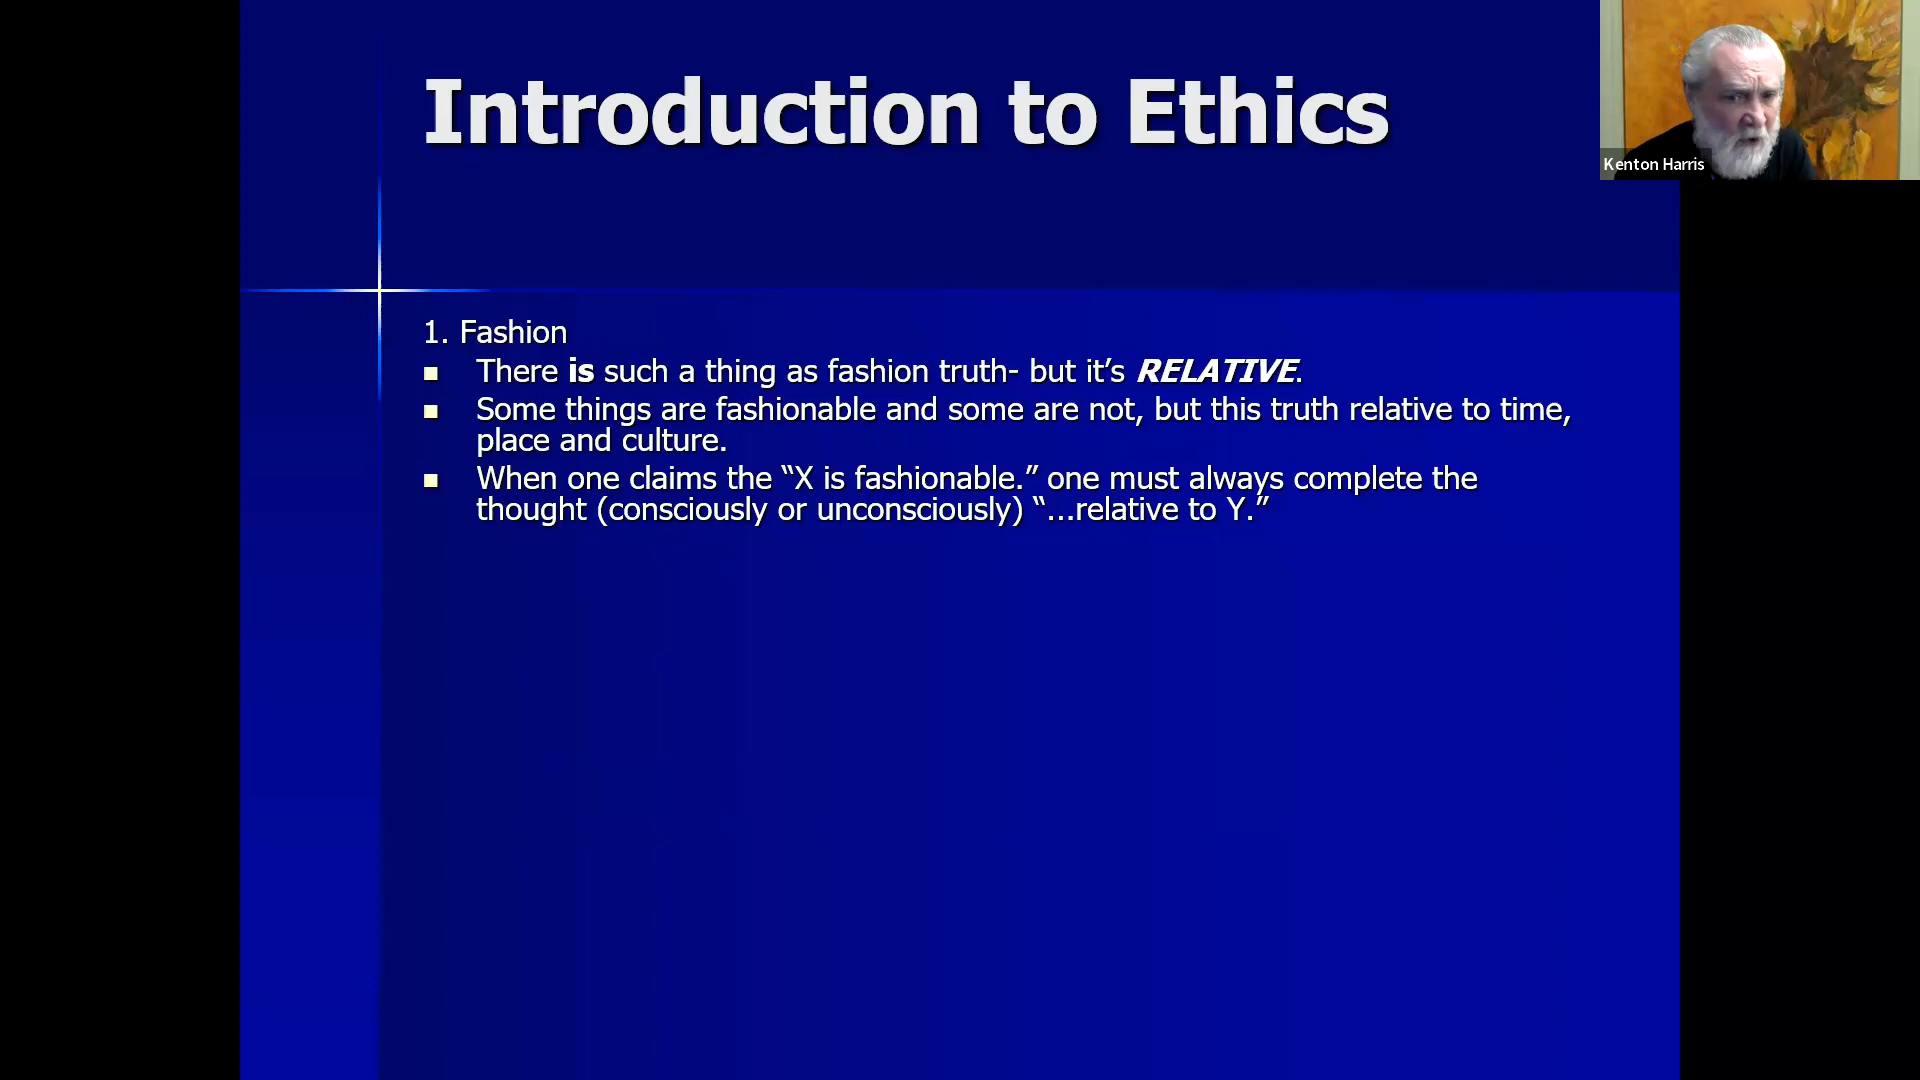 Introduction to Ethics
Kenton Harris
1. Fashion
There is such a thing as fashion truth- but it’s RELATIVE.
Some things are fashionable and some are not, but this truth relative to time,
place and culture.
When one claims the “X is fashionable.” one must always complete the
thought (consciously or unconsciously) “…relative to Y.”